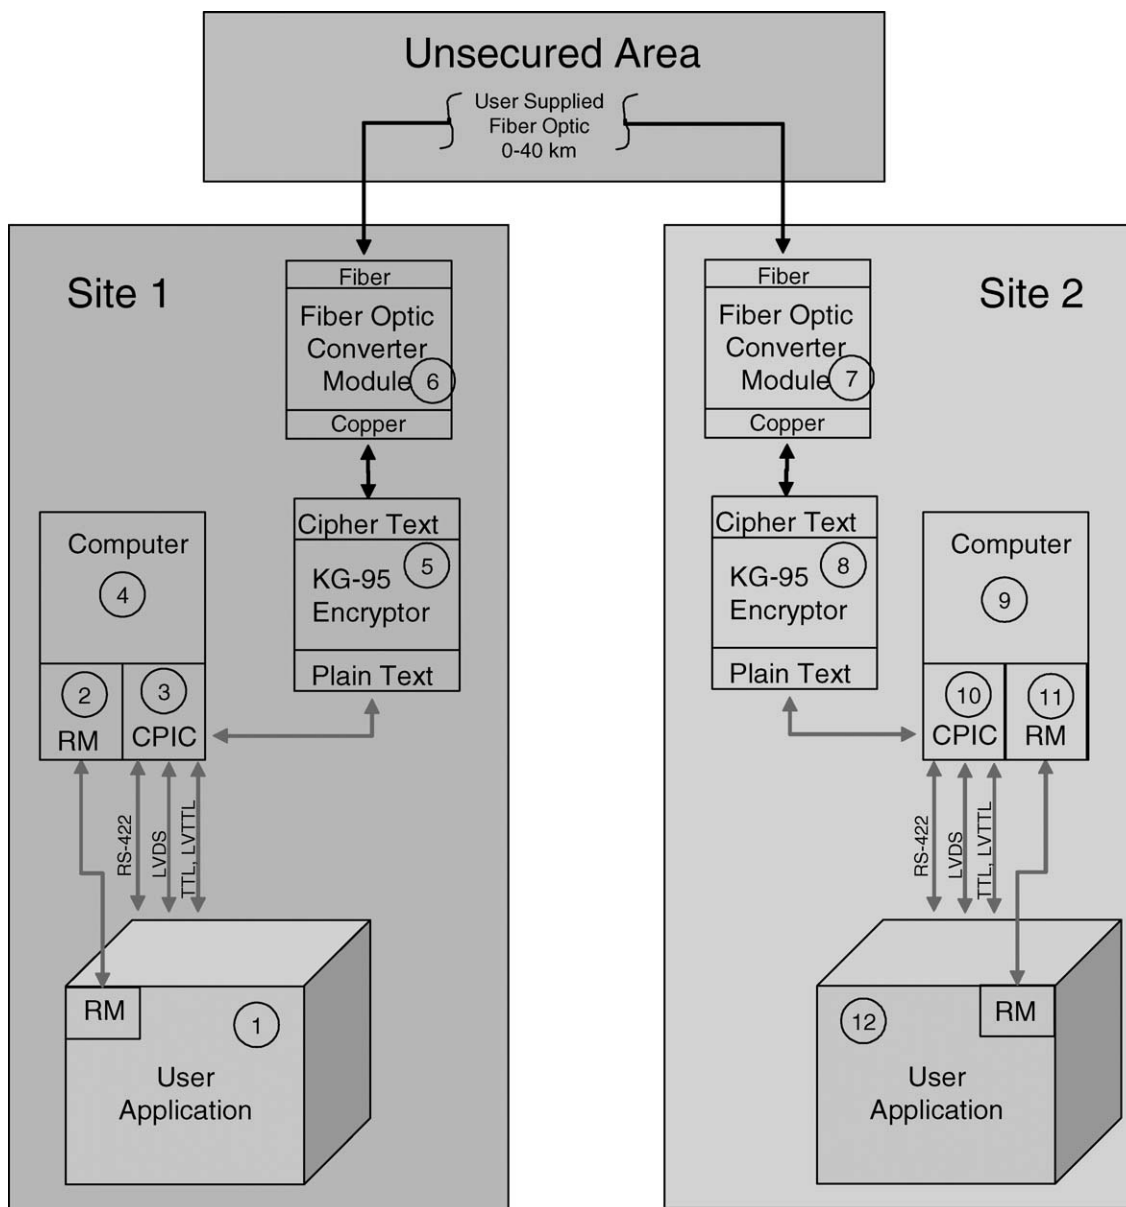 Unsecured Area
User Supplied
Fiber Optic
0-40 km
Site 1
Fiber
Fiber Optic
Converter
Module
6
Copper
Cipher Text
5
KG-95
Encryptor
Plain Text
Computer
4
2
RM
3
CPIC
RS-422
LVDS
TTL, LVTTL
RM
1
User
Application
Site 2
Fiber
Fiber Optic
Converter
Module
7
Copper
Cipher Text
8
KG-95
Encryptor
Plain Text
Computer
9
10
CPIC
11
RM
RS-422
LVDS
TTL, LVTTL
12
RM
User
Application